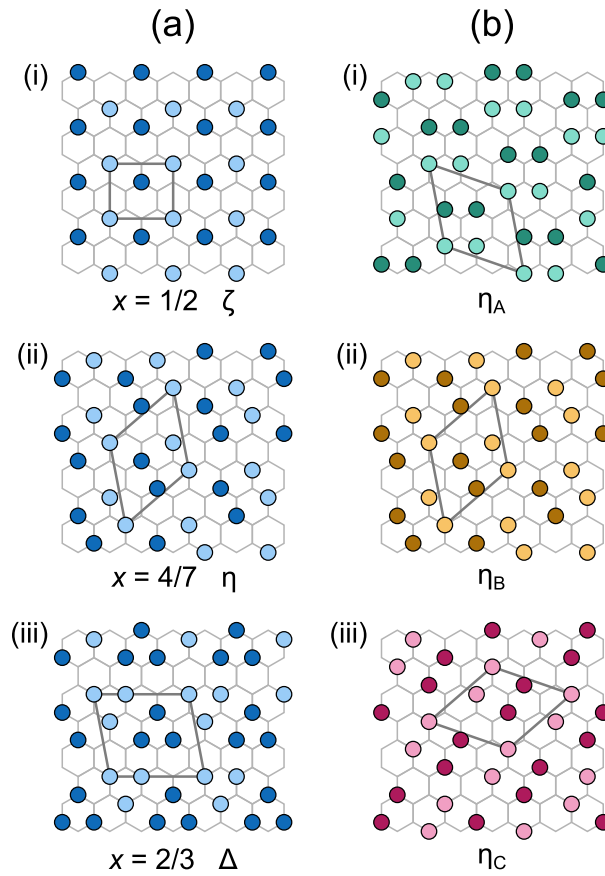 (a) (b)
(i) (i)
x = 1/2 ζ
η_A
(ii) (ii)
x = 4/7 η
η_B
(iii) (iii)
x = 2/3 Δ
η_C